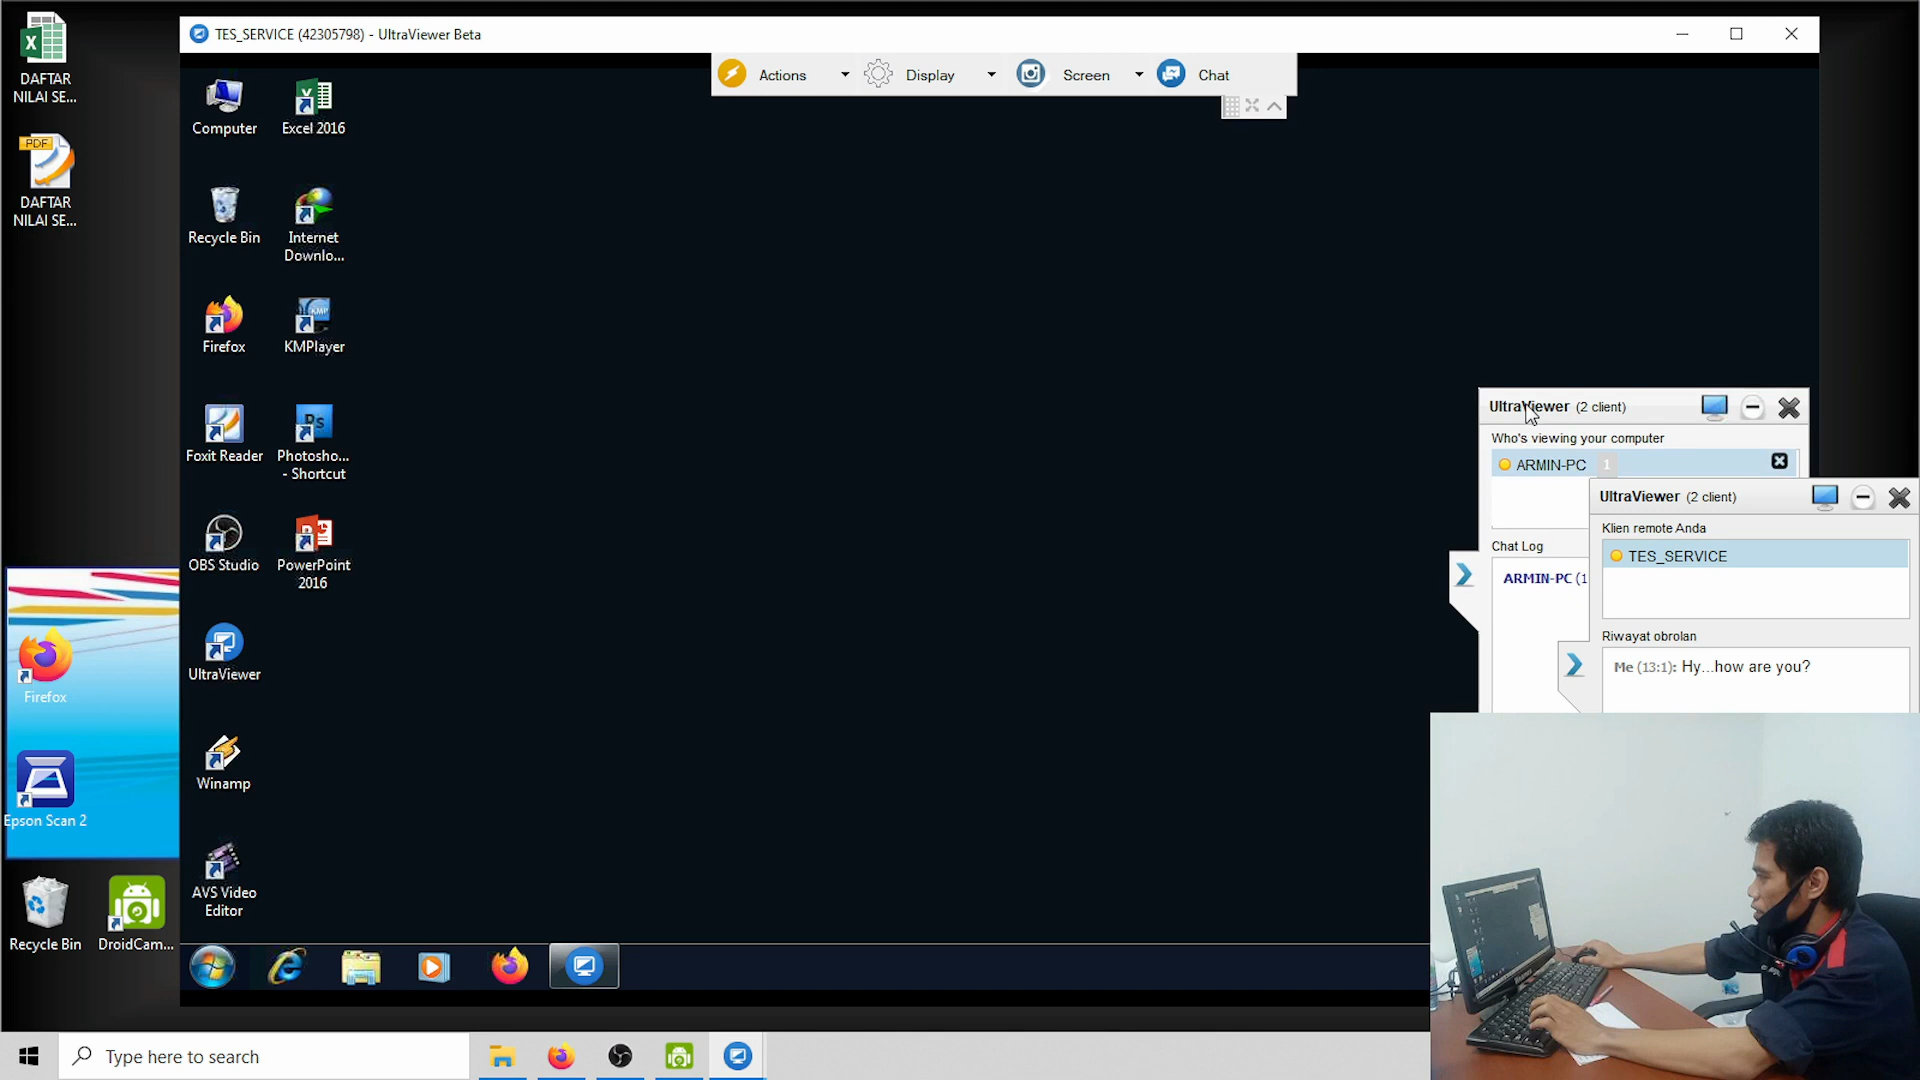 DAFTAR
NILAI SE...
PDF
DAFTAR
NILAI SE...
Firefox
Epson Scan 2
Recycle Bin
DroidCam...
TES_SERVICE (42305798) - UltraViewer Beta
Actions
Display
Screen
Chat
Computer
Excel 2016
Recycle Bin
Internet
Downlo...
Firefox
KMP
KMPlayer
Foxit Reader
Ps
Photosho...
- Shortcut
OBS Studio
PowerPoint
2016
UltraViewer
Winamp
AVS Video
Editor
UltraViewer (2 client)
Who's viewing your computer
ARMIN-PC 1
Chat Log
ARMIN-PC (1
UltraViewer (2 client)
Klien remote Anda
TES_SERVICE
Riwayat obrolan
Me (13:1): Hy...how are you?
Type here to search